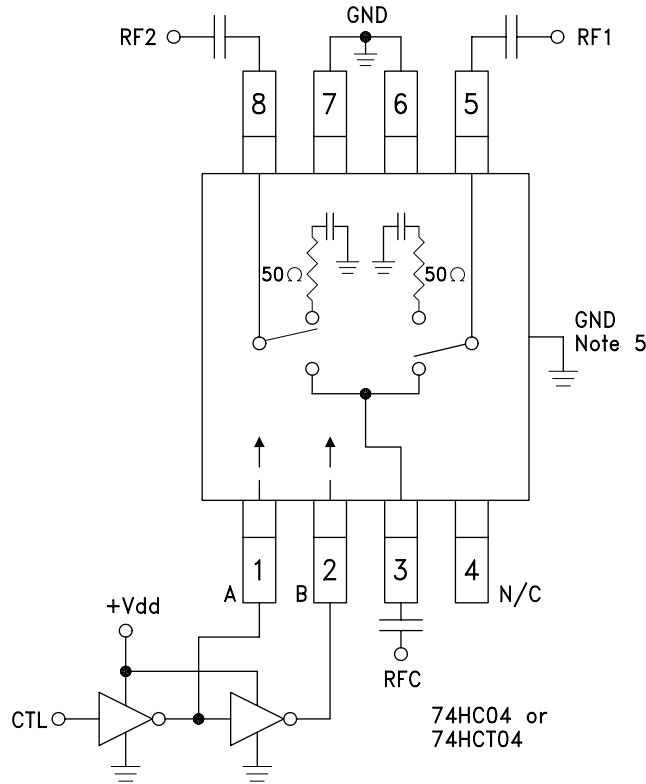 GND
RF2
RF1
8
7
6
5
50Ω
50Ω
GND
Note 5
1
2
3
4
A
B
N/C
+Vdd
RFC
CTL
74HC04 or
74HCT04